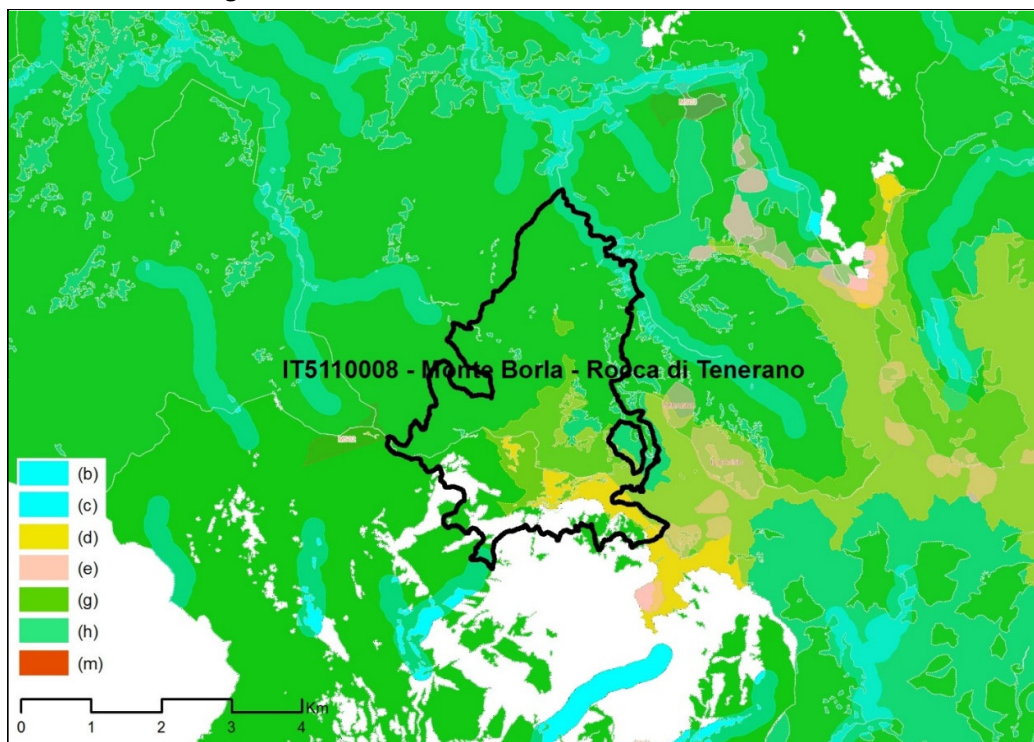 IT5110008 - Monte Borla - Rocca di Tenerano
(b)
(c)
(d)
(e)
(g)
(h)
(m)
Km
0 1 2 3 4